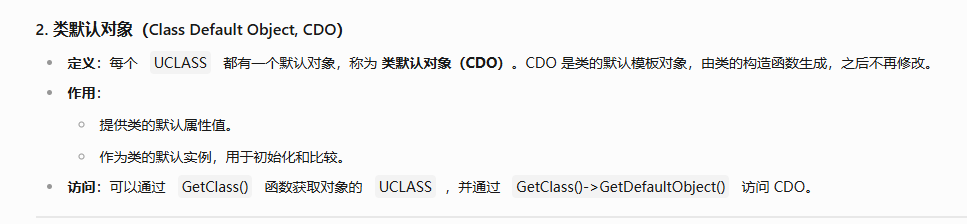 2. 类默认对象（Class Default Object, CDO）
定义：每个 UCLASS 都有一个默认对象，称为 类默认对象（CDO）。CDO 是类的默认模板对象，由类的构造函数生成，之后不再修改。
作用：
提供类的默认属性值。
作为类的默认实例，用于初始化和比较。
访问：可以通过 GetClass() 函数获取对象的 UCLASS ，并通过 GetClass()->GetDefaultObject() 访问 CDO。